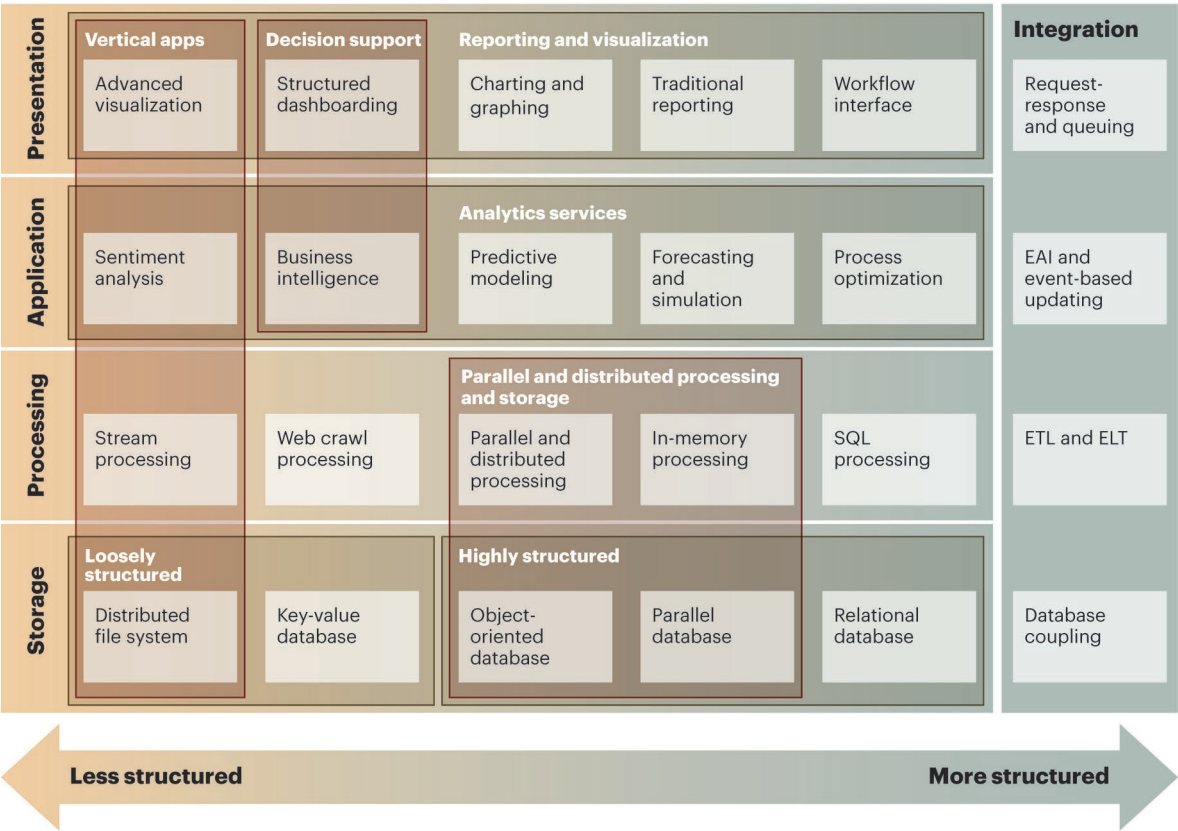 Presentation
Vertical apps
Decision support
Reporting and visualization
Integration
Advanced
visualization
Structured
dashboarding
Charting and
graphing
Traditional
reporting
Workflow
interface
Request-
response
and queuing
Application
Analytics services
Sentiment
analysis
Business
intelligence
Predictive
modeling
Forecasting
and
simulation
Process
optimization
EAI and
event-based
updating
Processing
Parallel and distributed processing
and storage
Stream
processing
Web crawl
processing
Parallel and
distributed
processing
In-memory
processing
SQL
processing
ETL and ELT
Storage
Loosely
structured
Highly structured
Distributed
file system
Key-value
database
Object-
oriented
database
Parallel
database
Relational
database
Database
coupling
Less structured
More structured